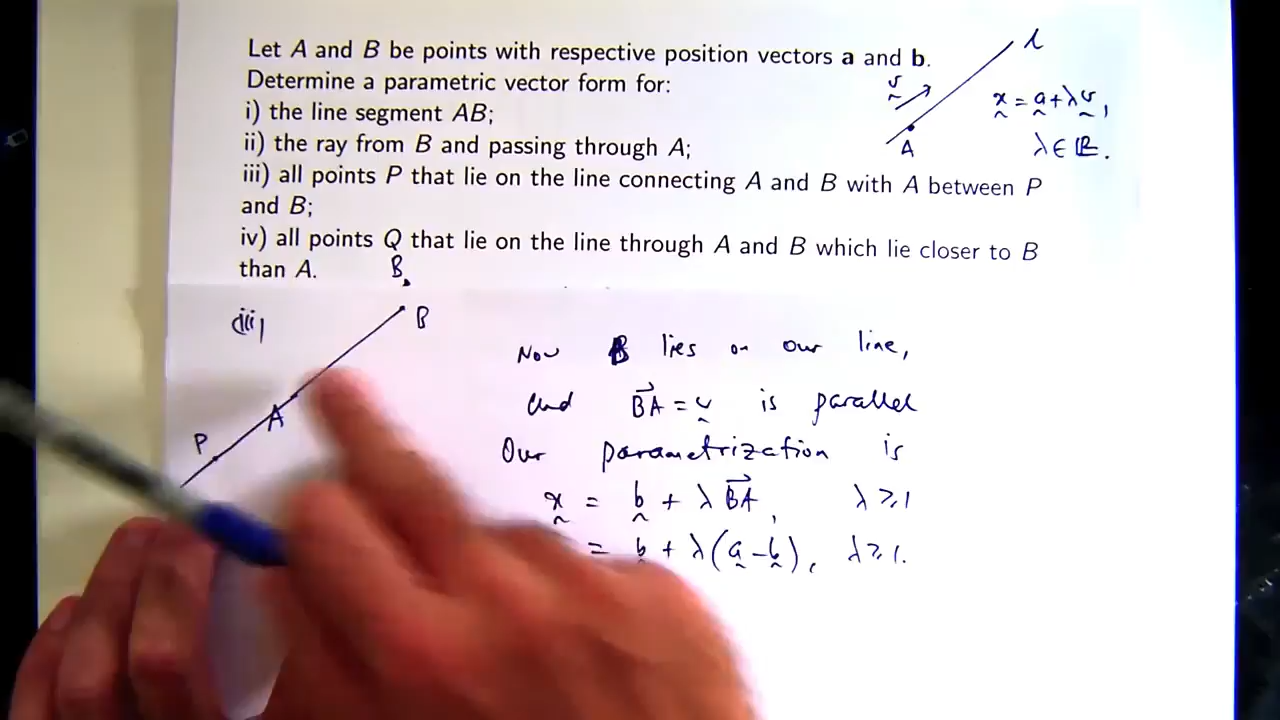 Let A and B be points with respective position vectors a and b.
Determine a parametric vector form for:
i) the line segment AB;
ii) the ray from B and passing through A;
iii) all points P that lie on the line connecting A and B with A between P
and B;
iv) all points Q that lie on the line through A and B which lie closer to B
than A.
l
v
x = a + λv,
A
λ ∈ ℝ.
B
(iii)
B
A
P
Now B lies on our line,
and BA⃗ = v is parallel
Our parametrization is
x = b + λBA⃗, λ ⩾ 1
= b + λ(a - b), λ ⩾ 1.